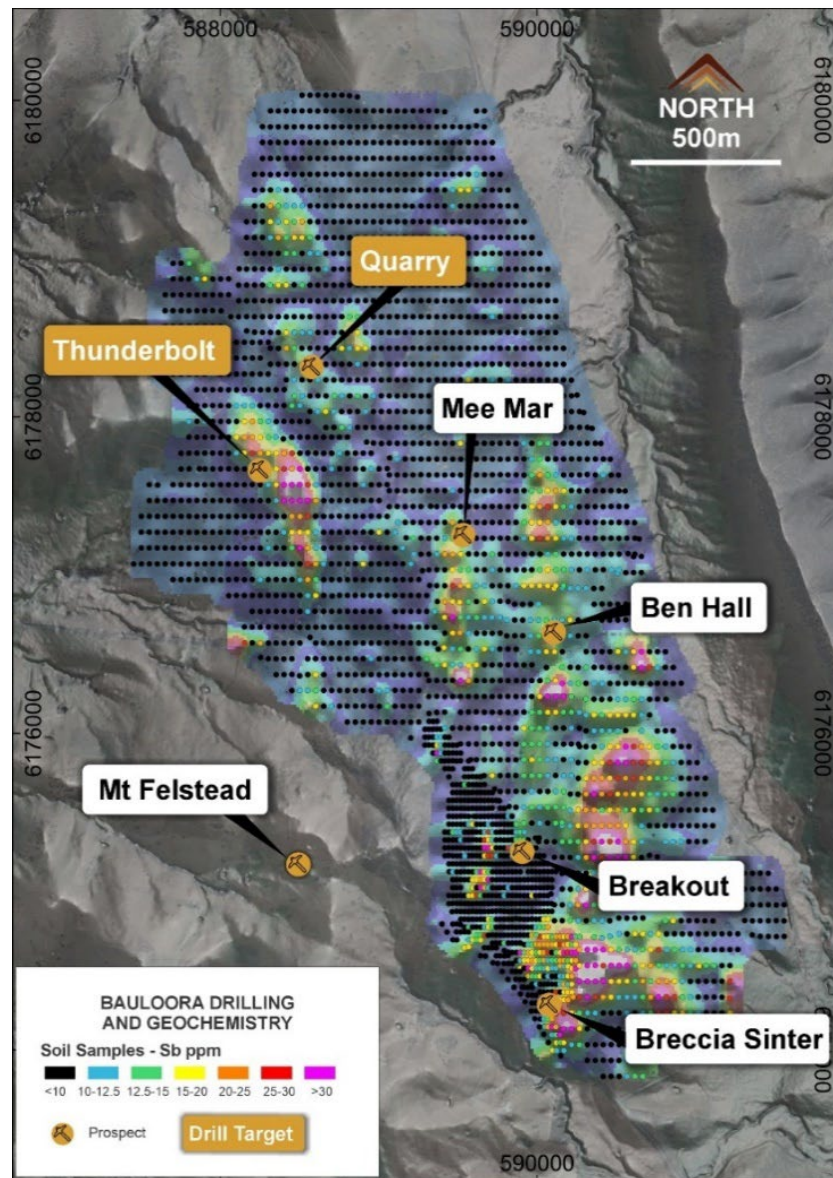 588000
590000
6180000
6180000
NORTH
500m
Quarry
Thunderbolt
Mee Mar
6178000
6178000
Ben Hall
6176000
6176000
Mt Felstead
Breakout
BAULOORA DRILLING
AND GEOCHEMISTRY
Soil Samples - Sb ppm
<10 10-12.5 12.5-15 15-20 20-25 25-30 >30
Prospect
Drill Target
Breccia Sinter
590000